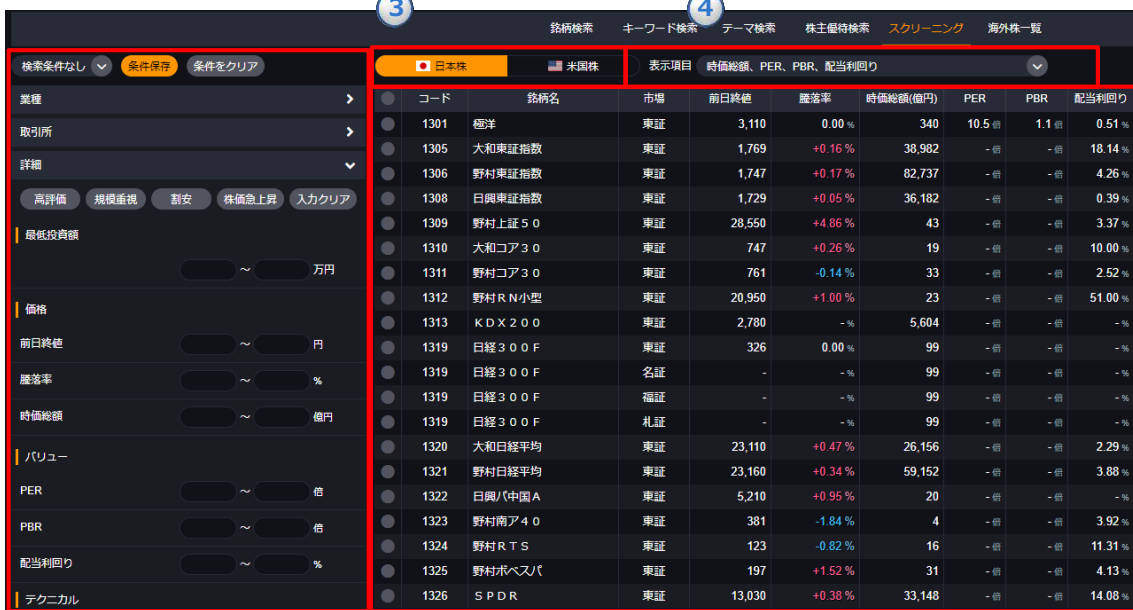 3
4
銘柄検索 キーワード検索 テーマ検索 株主優待検索 スクリーニング 海外株一覧
検索条件なし 条件保存 条件をクリア
業種
取引所
詳細
高評価 規模重視 割安 株価急上昇 入力クリア
最低投資額
～ 万円
価格
前日終値 ～ 円
騰落率 ～ %
時価総額 ～ 億円
バリュー
PER ～ 倍
PBR ～ 倍
配当利回り ～ %
テクニカル
日本株 米国株 表示項目 時価総額、PER、PBR、配当利回り
コード 銘柄名 市場 前日終値 騰落率 時価総額(億円) PER PBR 配当利回り
1301 極洋 東証 3,110 0.00 % 340 10.5 倍 1.1 倍 0.51 %
1305 大和東証指数 東証 1,769 +0.16 % 38,982 - 倍 - 倍 18.14 %
1306 野村東証指数 東証 1,747 +0.17 % 82,737 - 倍 - 倍 4.26 %
1308 日興東証指数 東証 1,729 +0.05 % 36,182 - 倍 - 倍 0.39 %
1309 野村上証５０ 東証 28,550 +4.86 % 43 - 倍 - 倍 3.37 %
1310 大和コア３０ 東証 747 +0.26 % 19 - 倍 - 倍 10.00 %
1311 野村コア３０ 東証 761 -0.14 % 33 - 倍 - 倍 2.52 %
1312 野村ＲＮ小型 東証 20,950 +1.00 % 23 - 倍 - 倍 51.00 %
1313 ＫＤＸ２００ 東証 2,780 - % 5,604 - 倍 - 倍 - %
1319 日経３００Ｆ 東証 326 0.00 % 99 - 倍 - 倍 - %
1319 日経３００Ｆ 名証 - - % 99 - 倍 - 倍 - %
1319 日経３００Ｆ 福証 - - % 99 - 倍 - 倍 - %
1319 日経３００Ｆ 札証 - - % 99 - 倍 - 倍 - %
1320 大和日経平均 東証 23,110 +0.47 % 26,156 - 倍 - 倍 2.29 %
1321 野村日経平均 東証 23,160 +0.34 % 59,152 - 倍 - 倍 3.88 %
1322 日興パ中国Ａ 東証 5,210 +0.95 % 20 - 倍 - 倍 - %
1323 野村南ア４０ 東証 381 -1.84 % 4 - 倍 - 倍 3.92 %
1324 野村ＲＴＳ 東証 123 -0.82 % 16 - 倍 - 倍 11.31 %
1325 野村ボベスパ 東証 197 +1.52 % 31 - 倍 - 倍 4.13 %
1326 ＳＰＤＲ 東証 13,030 +0.38 % 33,148 - 倍 - 倍 14.08 %